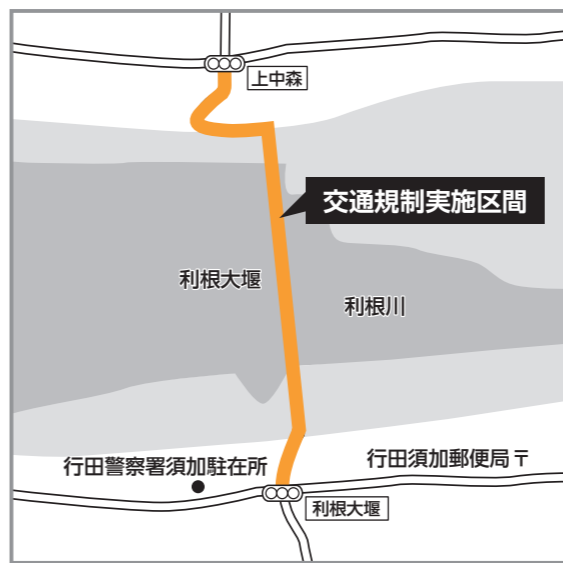 上中森
交通規制実施区間
利根大堰
利根川
行田警察署須加駐在所
行田須加郵便局〒
利根大堰